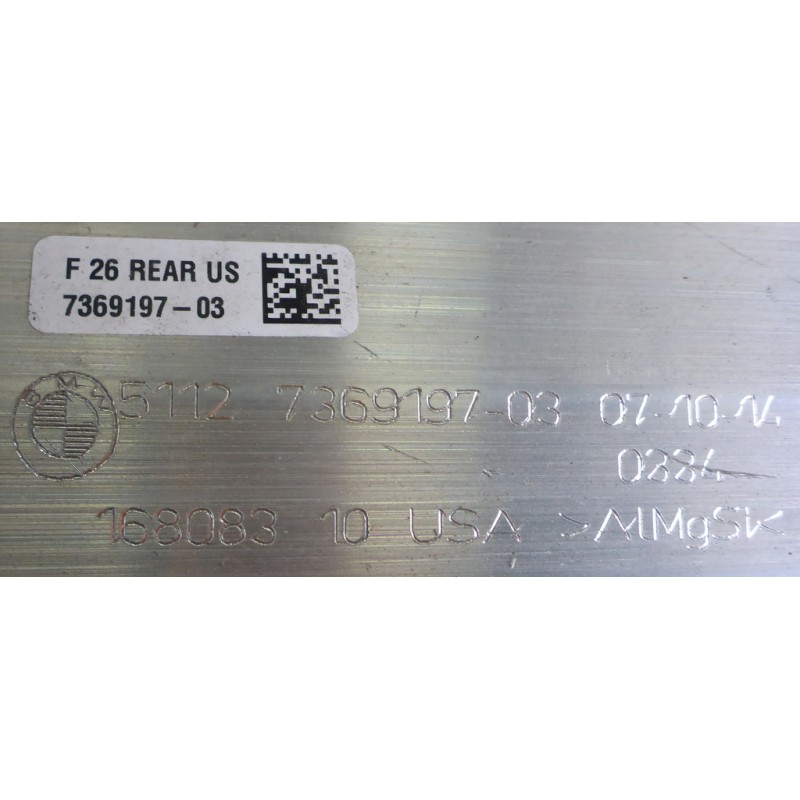 F 26 REAR US
7369197-03
BMW
5112 7369197-03 07-10-14
0884
168083 10 USA >AlMgSi<